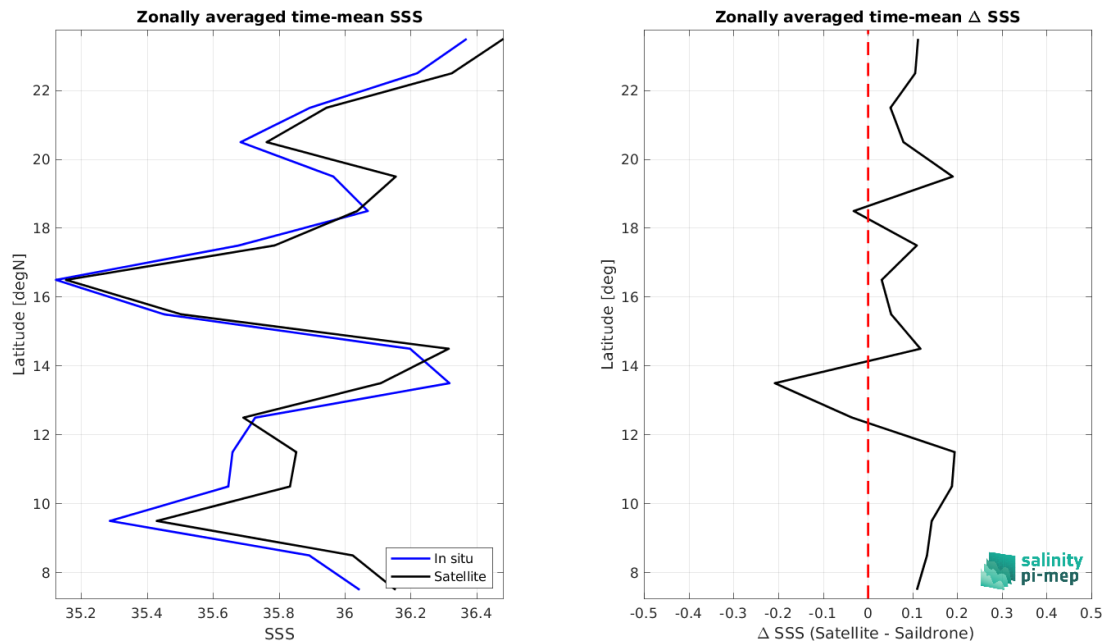 Zonally averaged time-mean SSS
Latitude [degN]
22
20
18
16
14
12
10
8
35.2 35.4 35.6 35.8 36 36.2 36.4
SSS
In situ
Satellite
Zonally averaged time-mean Δ SSS
Latitude [deg]
22
20
18
16
14
12
10
8
-0.5 -0.4 -0.3 -0.2 -0.1 0 0.1 0.2 0.3 0.4 0.5
Δ SSS (Satellite - Saildrone)
salinity
pi-mep